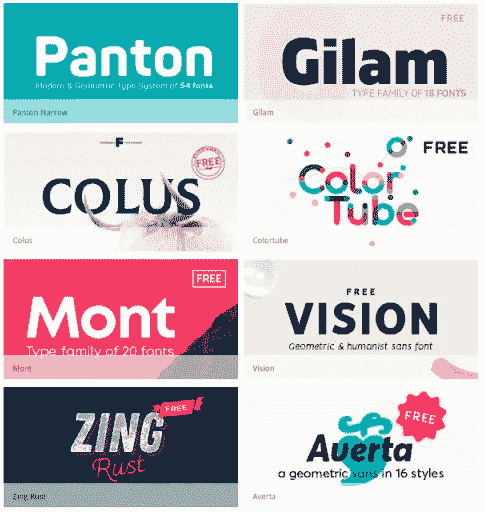 Panton
Modern & Geometric Type System of 54 fonts
Panton Narrow
FREE
Gilam
TYPE FAMILY OF 18 FONTS
Gilam
FREE
COLUS
Colus
FREE
Color
Tube
Colortube
FREE
Mont
Type family of 20 fonts
Mont
FREE
VISION
Geometric & humanist sans font
Vision
FREE
ZING
Rust
Zing Rust
FREE
Averta
a geometric sans in 16 styles
Averta